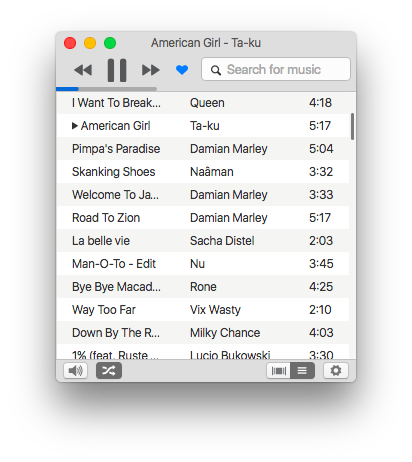 American Girl - Ta-ku
Search for music
I Want To Break... Queen 4:18
American Girl Ta-ku 5:17
Pimpa's Paradise Damian Marley 5:04
Skanking Shoes Naâman 3:32
Welcome To Ja... Damian Marley 3:33
Road To Zion Damian Marley 5:17
La belle vie Sacha Distel 2:03
Man-O-To - Edit Nu 3:45
Bye Bye Macad... Rone 4:25
Way Too Far Vix Wasty 2:10
Down By The R... Milky Chance 4:03
1% (feat. Ruste ... Lucio Bukowski 3:30